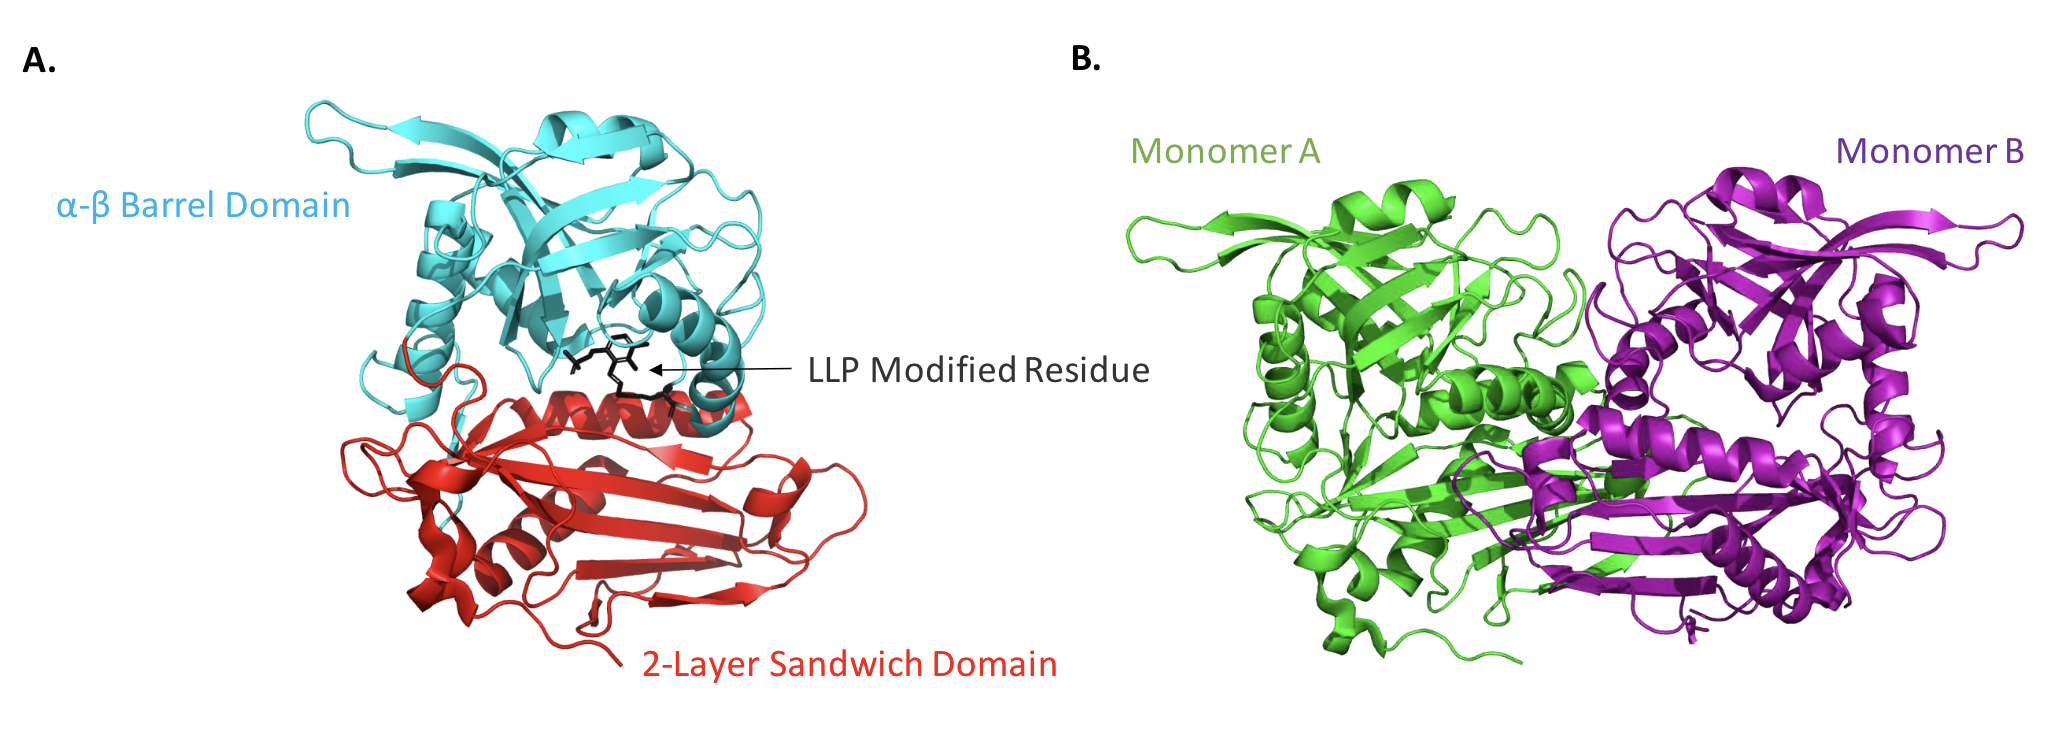 A.
α-β Barrel Domain
LLP Modified Residue
2-Layer Sandwich Domain
B.
Monomer A
Monomer B